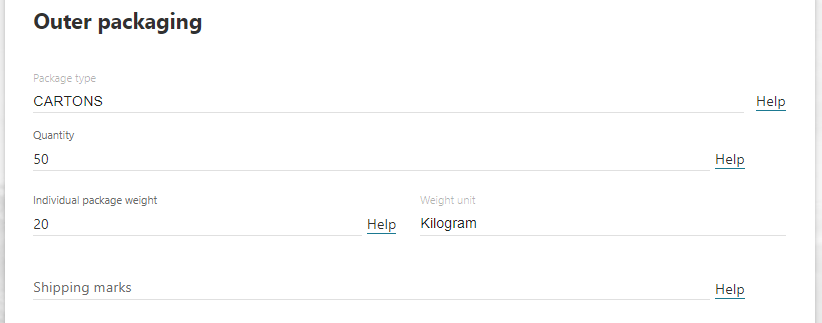 Outer packaging
Package type
CARTONS
Help
Quantity
50
Help
Individual package weight
20
Help
Weight unit
Kilogram
Shipping marks
Help